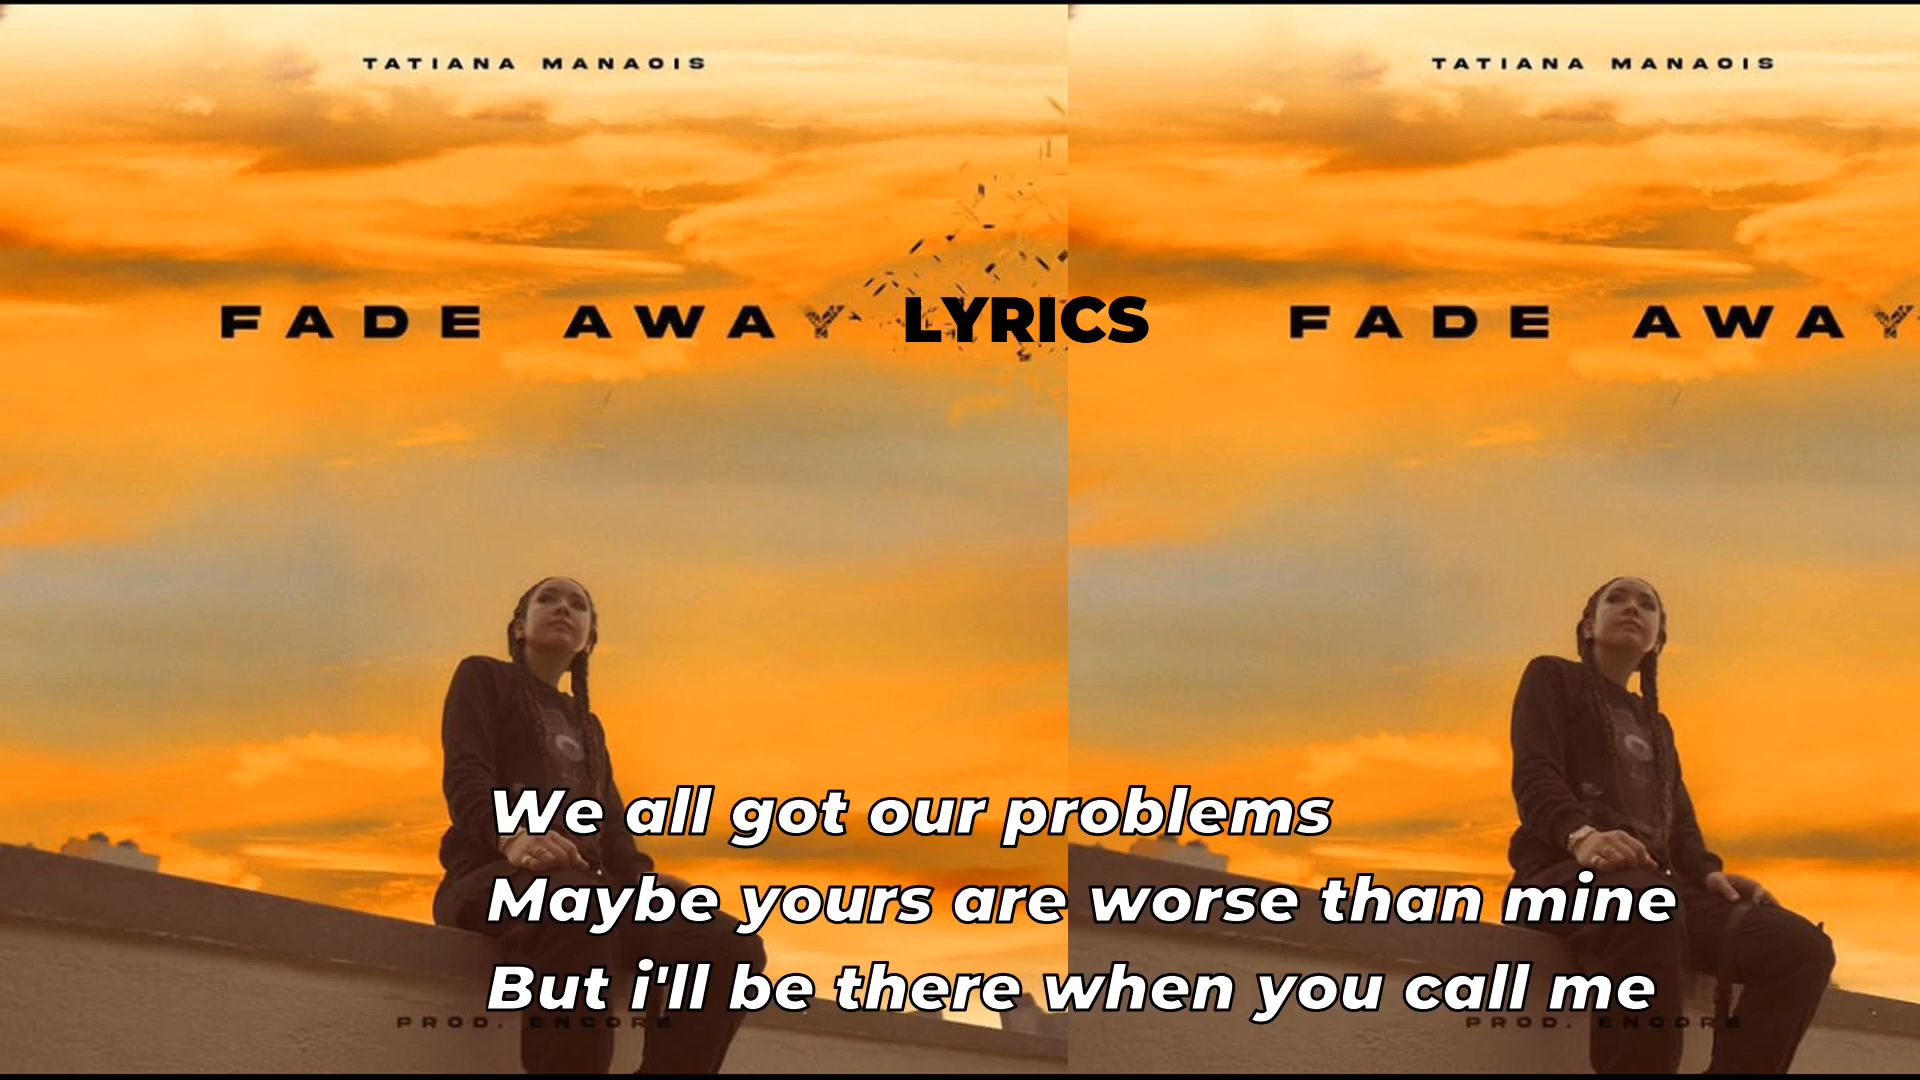 TATIANA MANAOIS
TATIANA MANAOIS
FADE AWAY
LYRICS
FADE AWAY
We all got our problems
Maybe yours are worse than mine
But i'll be there when you call me
PROD. ENCORE
PROD. ENCORE